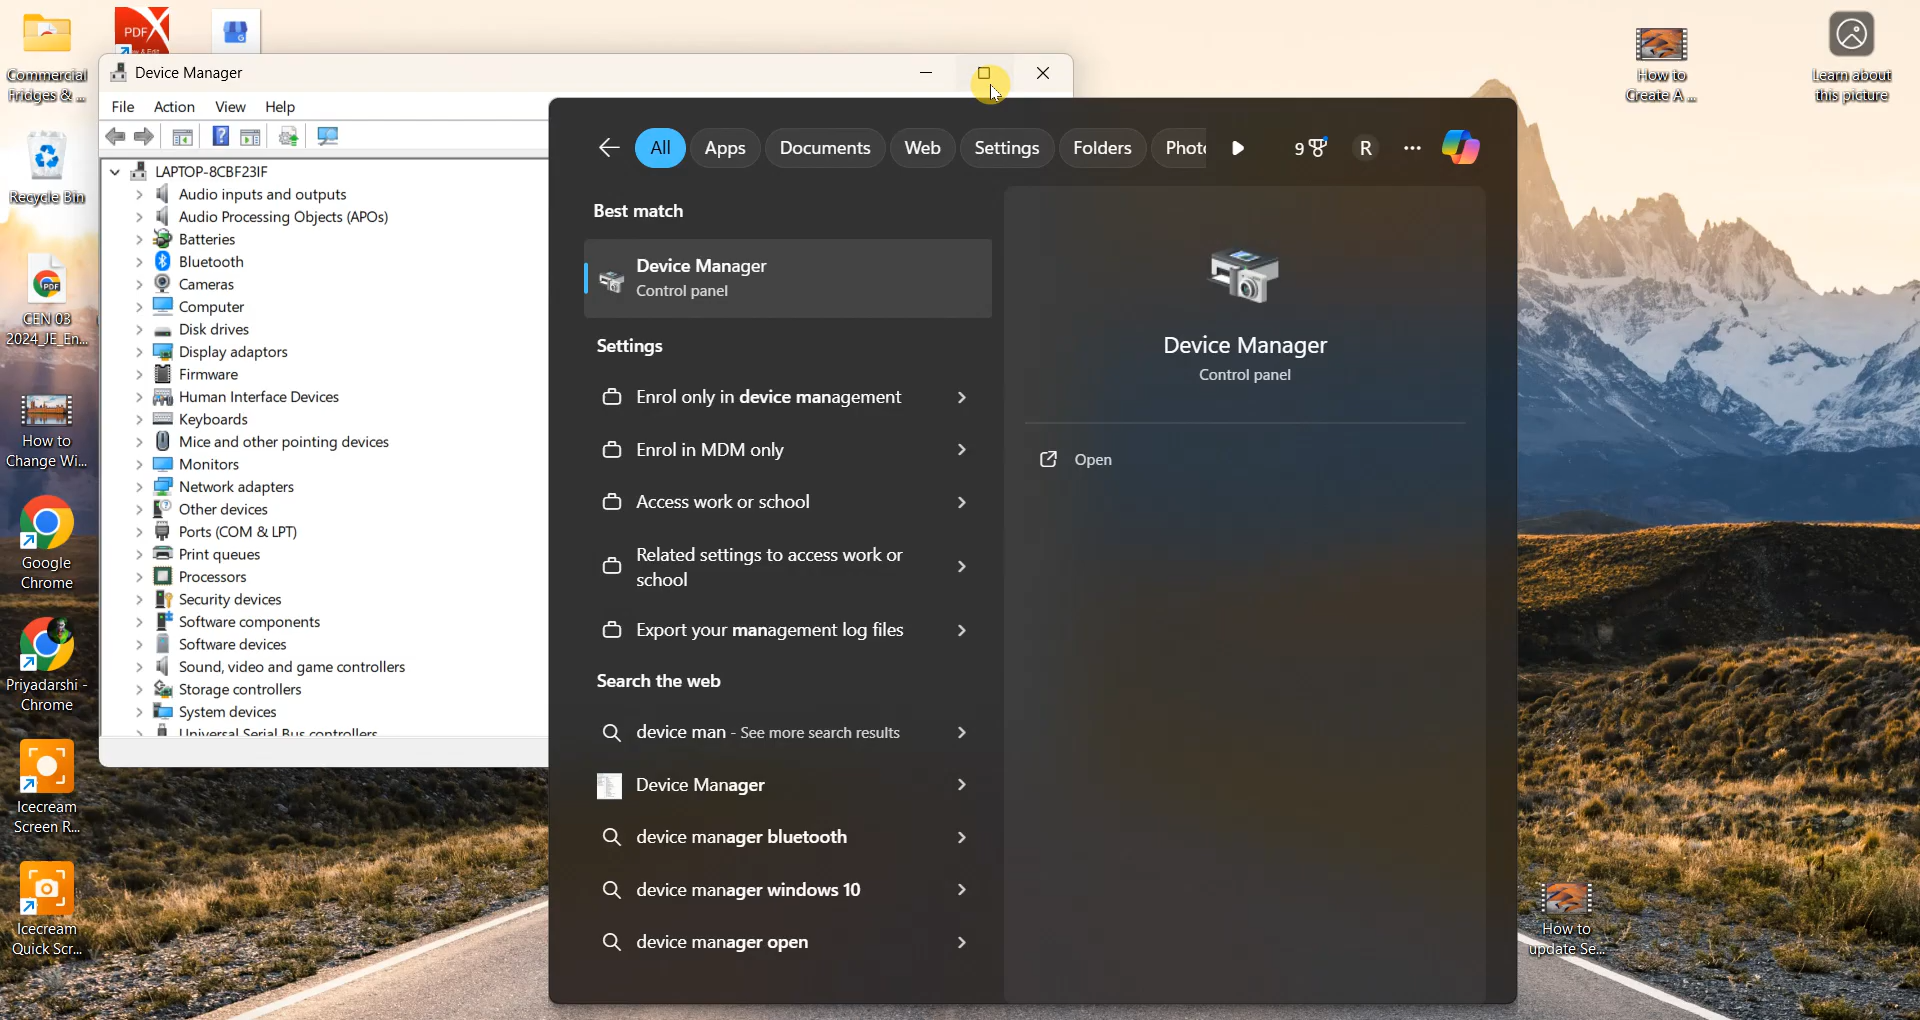 Commercial
Fridges & ...
Recycle Bin
CEN 03
2024_JE_En...
How to
Change Wi...
Google
Chrome
Priyadarshi -
Chrome
Icecream
Screen R...
Icecream
Quick Scr...
PDF X
Device Manager
File Action View Help
LAPTOP-8CBF23IF
Audio inputs and outputs
Audio Processing Objects (APOs)
Batteries
Bluetooth
Cameras
Computer
Disk drives
Display adaptors
Firmware
Human Interface Devices
Keyboards
Mice and other pointing devices
Monitors
Network adapters
Other devices
Ports (COM & LPT)
Print queues
Processors
Security devices
Software components
Software devices
Sound, video and game controllers
Storage controllers
System devices
Universal Serial Bus controllers
All Apps Documents Web Settings Folders Photo 9 R ...
Best match
Device Manager
Control panel
Settings
Enrol only in device management
Enrol in MDM only
Access work or school
Related settings to access work or
school
Export your management log files
Search the web
device man - See more search results
Device Manager
device manager bluetooth
device manager windows 10
device manager open
Device Manager
Control panel
Open
How to
Create A ...
Learn about
this picture
How to
update Se...